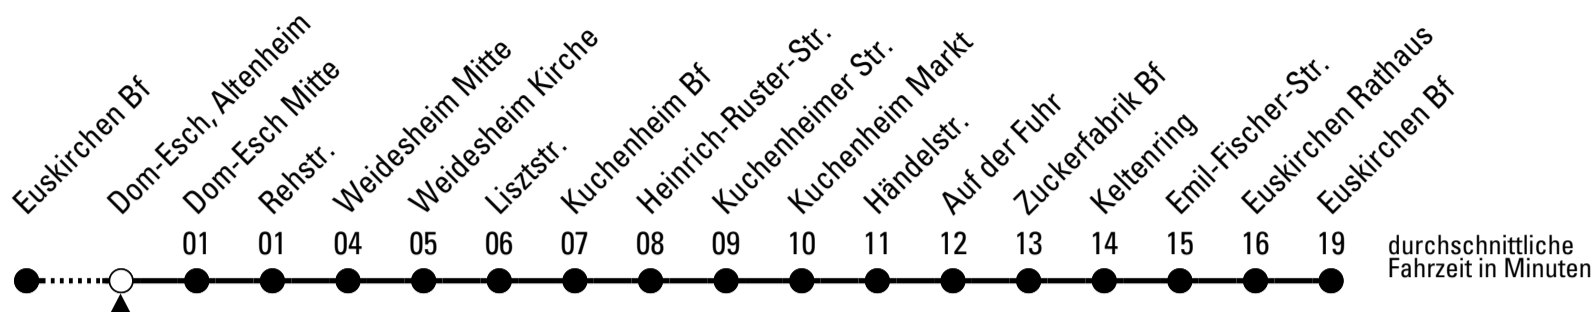 Euskirchen Bf
Dom-Esch, Altenheim
Dom-Esch Mitte
Rehstr.
Weidesheim Mitte
Weidesheim Kirche
Lisztstr.
Kuchenheim Bf
Heinrich-Ruster-Str.
Kuchenheimer Str.
Kuchenheim Markt
Händelstr.
Auf der Fuhr
Zuckerfabrik Bf
Keltenring
Emil-Fischer-Str.
Euskirchen Rathaus
Euskirchen Bf
01 01 04 05 06 07 08 09 10 11 12 13 14 15 16 19
durchschnittliche
Fahrzeit in Minuten